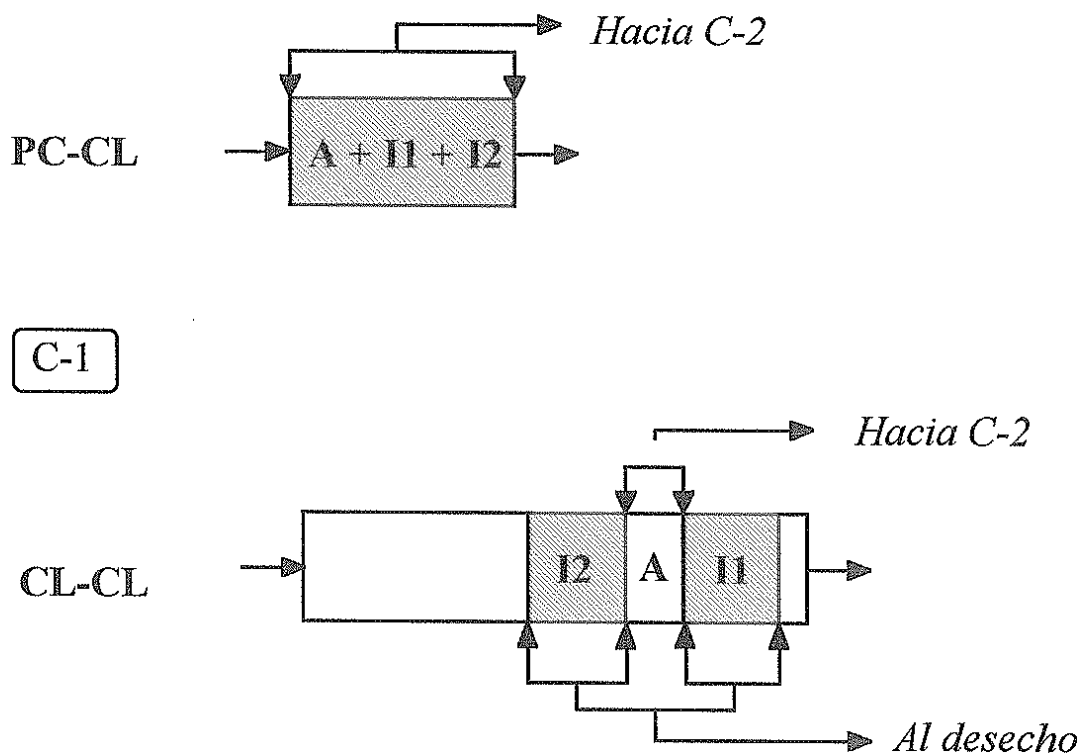 Hacia C-2
PC-CL
A + I1 + I2
C-1
Hacia C-2
CL-CL
I2
A
I1
Al desecho